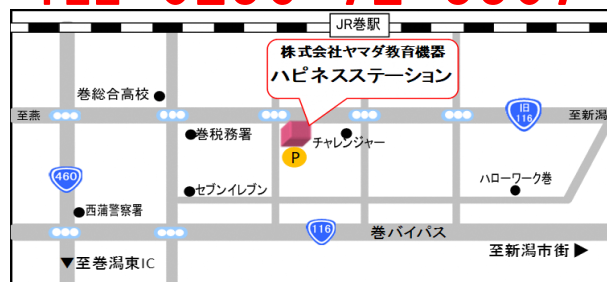 JR巻駅
株式会社ヤマダ教育機器
ハピネスステーション
巻総合高校
至燕
旧
116
至新潟
巻税務署
チャレンジャー
P
460
セブンイレブン
ハローワーク巻
西蒲警察署
116
巻バイパス
至新潟市街▶
▼至巻潟東IC